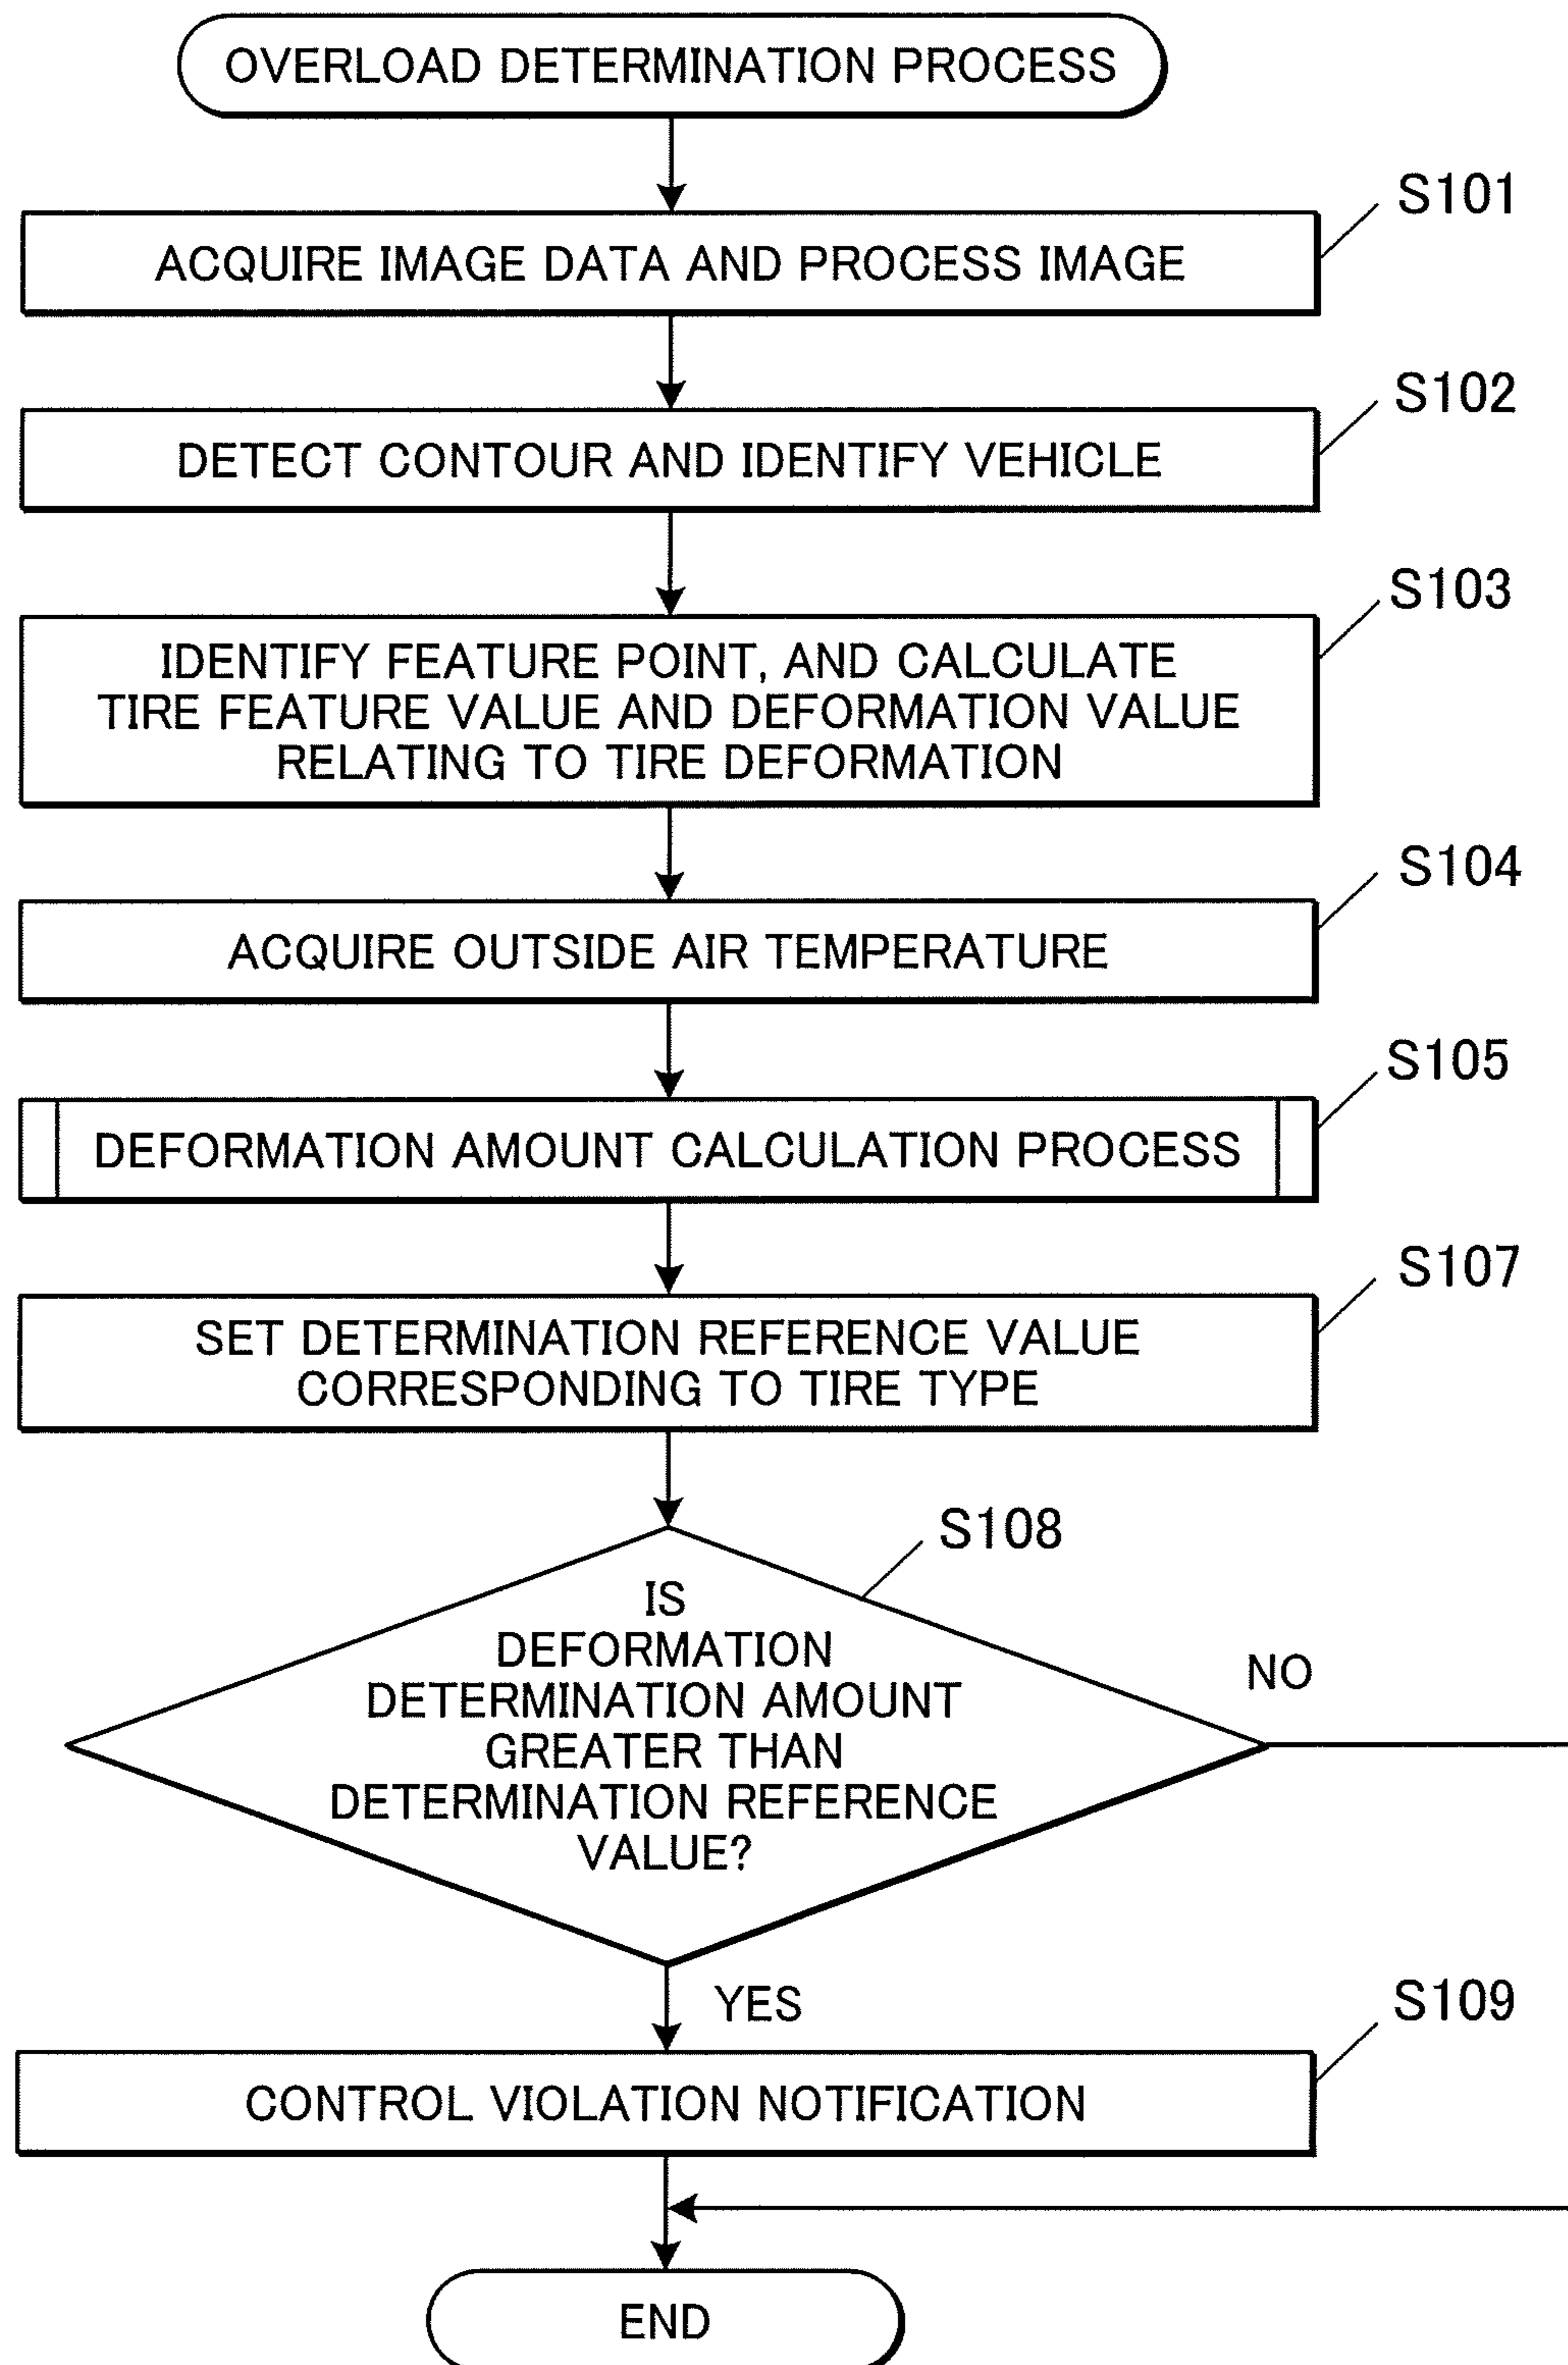 OVERLOAD DETERMINATION PROCESS
S101
ACQUIRE IMAGE DATA AND PROCESS IMAGE
S102
DETECT CONTOUR AND IDENTIFY VEHICLE
S103
IDENTIFY FEATURE POINT, AND CALCULATE
TIRE FEATURE VALUE AND DEFORMATION VALUE
RELATING TO TIRE DEFORMATION
S104
ACQUIRE OUTSIDE AIR TEMPERATURE
S105
DEFORMATION AMOUNT CALCULATION PROCESS
S107
SET DETERMINATION REFERENCE VALUE
CORRESPONDING TO TIRE TYPE
S108
IS
DEFORMATION
DETERMINATION AMOUNT
GREATER THAN
DETERMINATION REFERENCE
VALUE?
NO
YES
S109
CONTROL VIOLATION NOTIFICATION
END